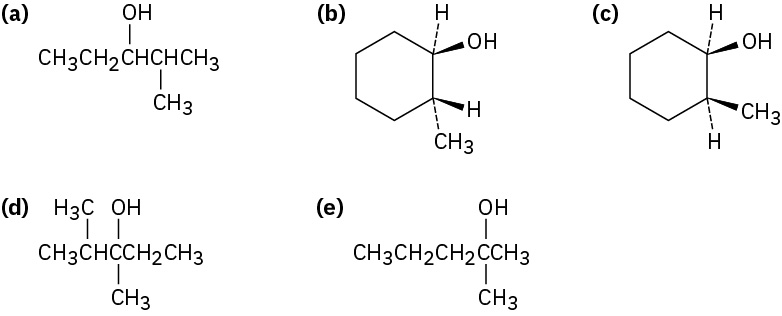 (a) OH
CH₃CH₂CHCHCH₃
CH₃
(b) H
OH
H
CH₃
(c) H
OH
CH₃
H
(d) H₃C OH
CH₃CHCCH₂CH₃
CH₃
(e) OH
CH₃CH₂CH₂CCH₃
CH₃